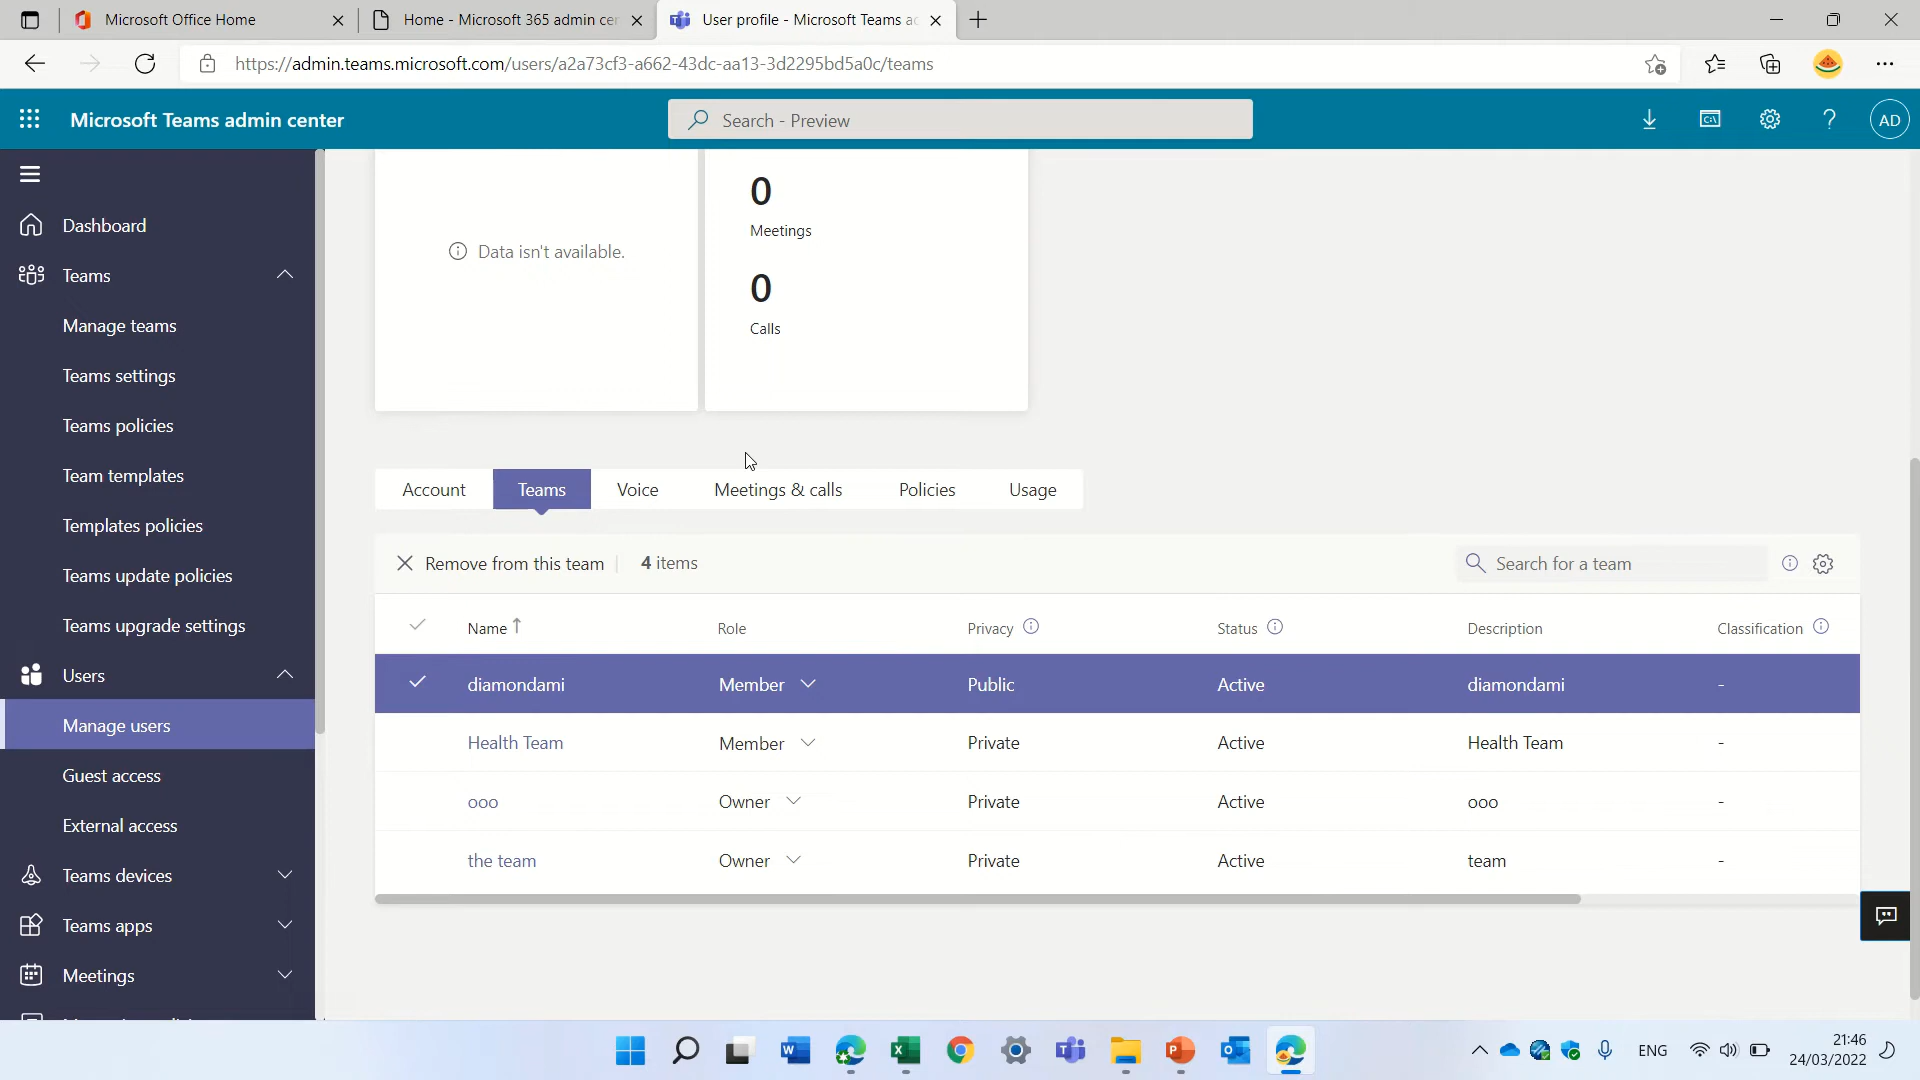 Microsoft Office Home
Home - Microsoft 365 admin cer
User profile - Microsoft Teams ac
https://admin.teams.microsoft.com/users/a2a73cf3-a662-43dc-aa13-3d2295bd5a0c/teams
Microsoft Teams admin center
Search - Preview
AD
Dashboard
Teams
Manage teams
Teams settings
Teams policies
Team templates
Templates policies
Teams update policies
Teams upgrade settings
Users
Manage users
Guest access
External access
Teams devices
Teams apps
Meetings
Data isn't available.
0
Meetings
0
Calls
Account Teams Voice Meetings & calls Policies Usage
Remove from this team 4 items Search for a team
Name Role Privacy Status Description Classification
diamondami Member Public Active diamondami -
Health Team Member Private Active Health Team -
ooo Owner Private Active ooo -
the team Owner Private Active team -
ENG
21:46
24/03/2022